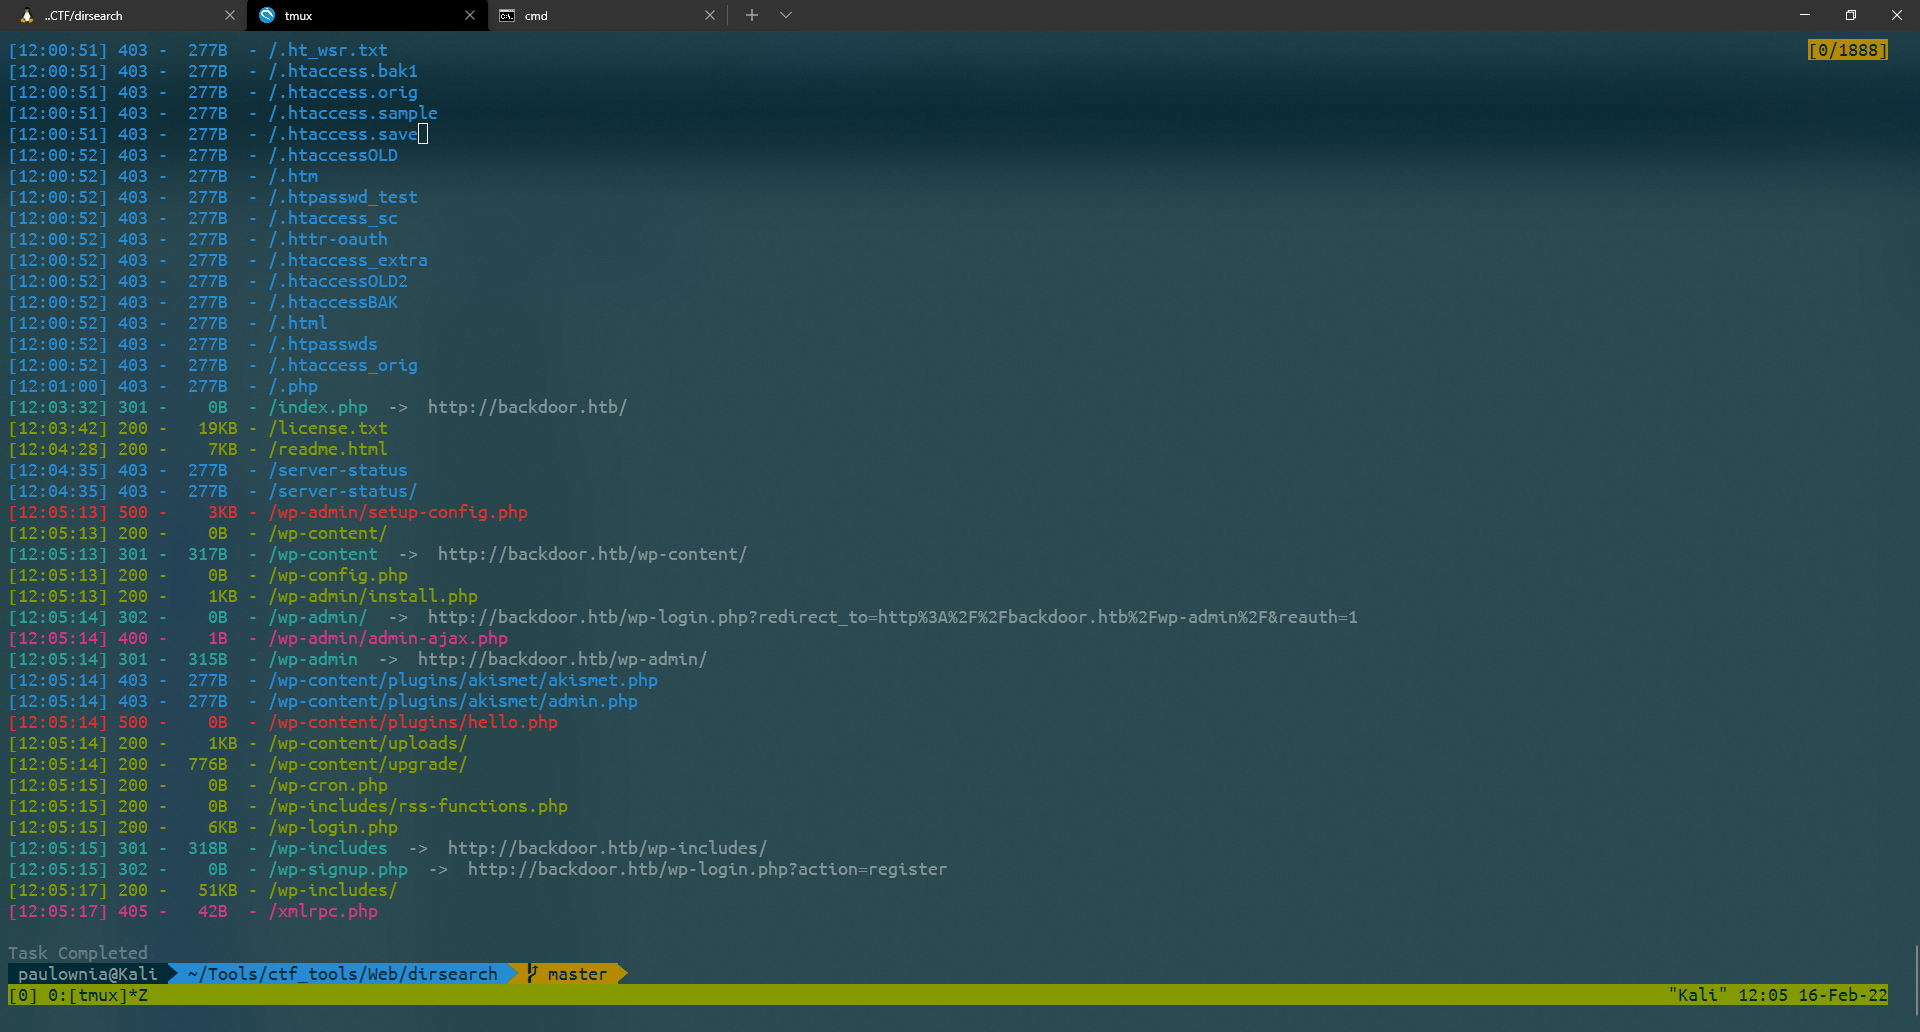 ..CTF/dirsearch tmux cmd
[12:00:51] 403 -  277B  - /.ht_wsr.txt [0/1888]
[12:00:51] 403 -  277B  - /.htaccess.bak1
[12:00:51] 403 -  277B  - /.htaccess.orig
[12:00:51] 403 -  277B  - /.htaccess.sample
[12:00:51] 403 -  277B  - /.htaccess.save
[12:00:52] 403 -  277B  - /.htaccessOLD
[12:00:52] 403 -  277B  - /.htm
[12:00:52] 403 -  277B  - /.htpasswd_test
[12:00:52] 403 -  277B  - /.htaccess_sc
[12:00:52] 403 -  277B  - /.httr-oauth
[12:00:52] 403 -  277B  - /.htaccess_extra
[12:00:52] 403 -  277B  - /.htaccessOLD2
[12:00:52] 403 -  277B  - /.htaccessBAK
[12:00:52] 403 -  277B  - /.html
[12:00:52] 403 -  277B  - /.htpasswds
[12:00:52] 403 -  277B  - /.htaccess_orig
[12:01:00] 403 -  277B  - /.php
[12:03:32] 301 -    0B  - /index.php  ->  http://backdoor.htb/
[12:03:42] 200 -   19KB - /license.txt
[12:04:28] 200 -    7KB - /readme.html
[12:04:35] 403 -  277B  - /server-status
[12:04:35] 403 -  277B  - /server-status/
[12:05:13] 500 -    3KB - /wp-admin/setup-config.php
[12:05:13] 200 -    0B  - /wp-content/
[12:05:13] 301 -  317B  - /wp-content  ->  http://backdoor.htb/wp-content/
[12:05:13] 200 -    0B  - /wp-config.php
[12:05:13] 200 -    1KB - /wp-admin/install.php
[12:05:14] 302 -    0B  - /wp-admin/  ->  http://backdoor.htb/wp-login.php?redirect_to=http%3A%2F%2Fbackdoor.htb%2Fwp-admin%2F&reauth=1
[12:05:14] 400 -    1B  - /wp-admin/admin-ajax.php
[12:05:14] 301 -  315B  - /wp-admin  ->  http://backdoor.htb/wp-admin/
[12:05:14] 403 -  277B  - /wp-content/plugins/akismet/akismet.php
[12:05:14] 403 -  277B  - /wp-content/plugins/akismet/admin.php
[12:05:14] 500 -    0B  - /wp-content/plugins/hello.php
[12:05:14] 200 -    1KB - /wp-content/uploads/
[12:05:14] 200 -  776B  - /wp-content/upgrade/
[12:05:15] 200 -    0B  - /wp-cron.php
[12:05:15] 200 -    0B  - /wp-includes/rss-functions.php
[12:05:15] 200 -    6KB - /wp-login.php
[12:05:15] 301 -  318B  - /wp-includes  ->  http://backdoor.htb/wp-includes/
[12:05:15] 302 -    0B  - /wp-signup.php  ->  http://backdoor.htb/wp-login.php?action=register
[12:05:17] 200 -   51KB - /wp-includes/
[12:05:17] 405 -   42B  - /xmlrpc.php
Task Completed
paulownia@Kali ~/Tools/ctf_tools/Web/dirsearch master
[0] 0:[tmux]*Z "Kali" 12:05 16-Feb-22